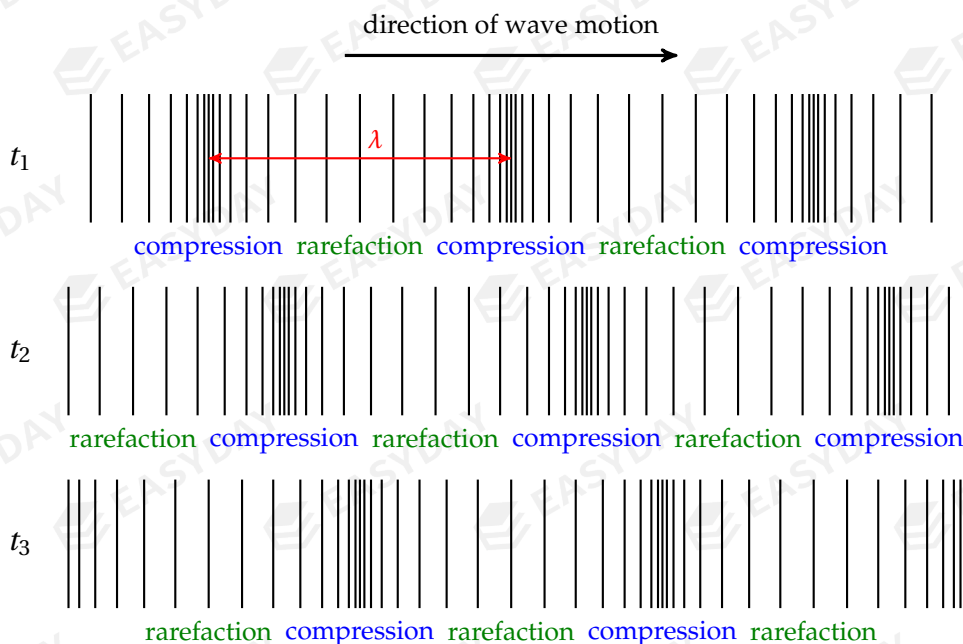 direction of wave motion
t1
λ
compression rarefaction compression rarefaction compression
t2
rarefaction compression rarefaction compression rarefaction compression
t3
rarefaction compression rarefaction compression rarefaction
EASYDAY